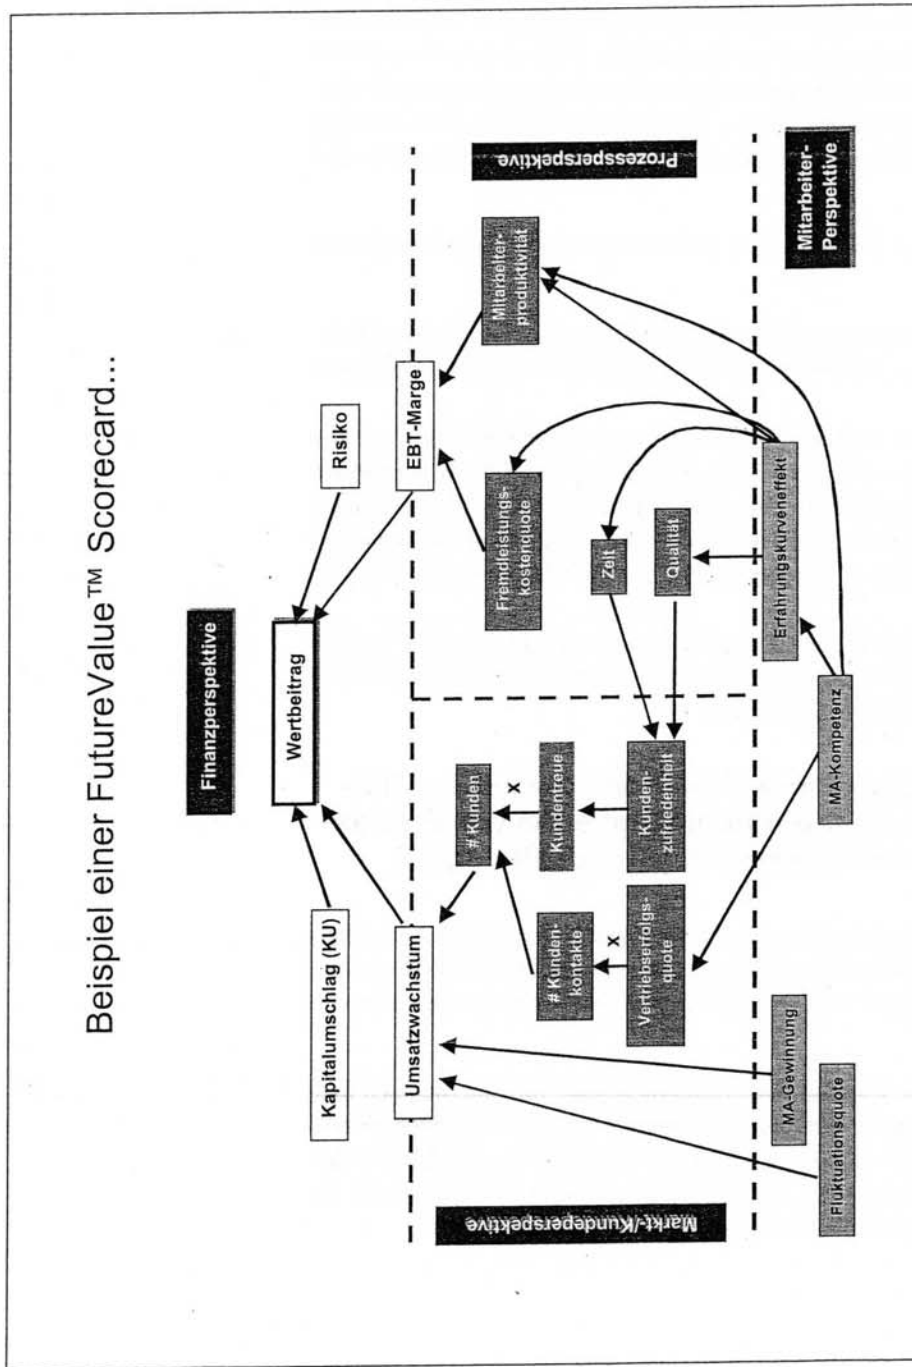 Beispiel einer FutureValue™ Scorecard...
Finanzperspektive
Wertbeitrag
Kapitalumschlag (KU)
Risiko
Umsatzwachstum
EBT-Marge
Markt-/Kundeperspektive
Prozessperspektive
# Kunden
x
Kundentreue
Kunden-
zufriedenheit
# Kunden-
kontakte
x
Vertriebserfolgs-
quote
Fremdleistungs-
kostenquote
Mitarbeiter-
produktivität
Zeit
Qualität
MA-Gewinnung
Fluktuationsquote
MA-Kompetenz
Erfahrungskurveneffekt
Mitarbeiter-
Perspektive